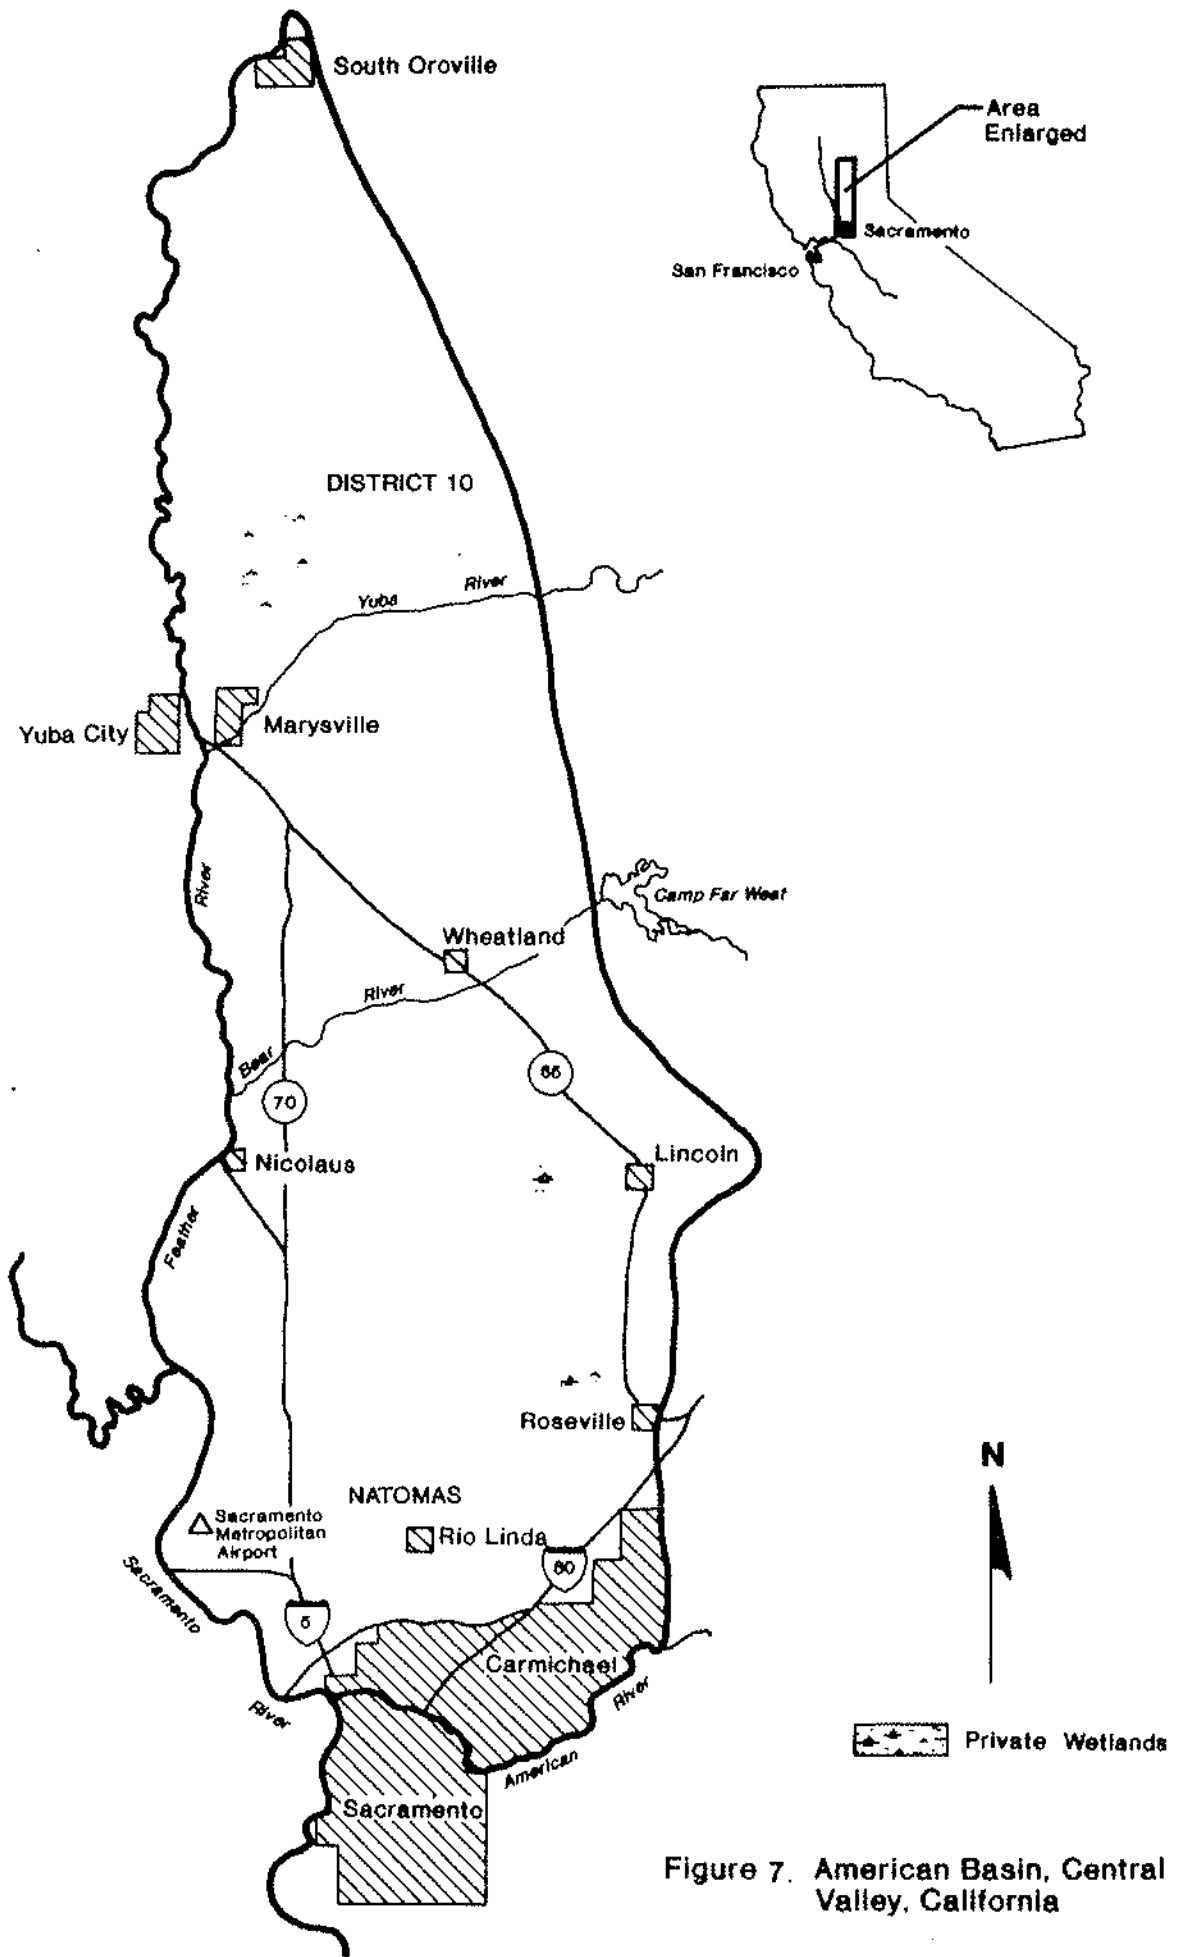 South Oroville
Area
Enlarged
Sacramento
San Francisco
DISTRICT 10
Yuba River
Yuba City
Marysville
River
Camp Far West
Wheatland
River
Bear
65
70
Lincoln
Nicolaus
Feather
Roseville
N
NATOMAS
Sacramento
Metropolitan
Airport
Rio Linda
80
Sacramento
5
Carmichael
River
River
American
Private Wetlands
Sacramento
Figure 7. American Basin, Central
Valley, California